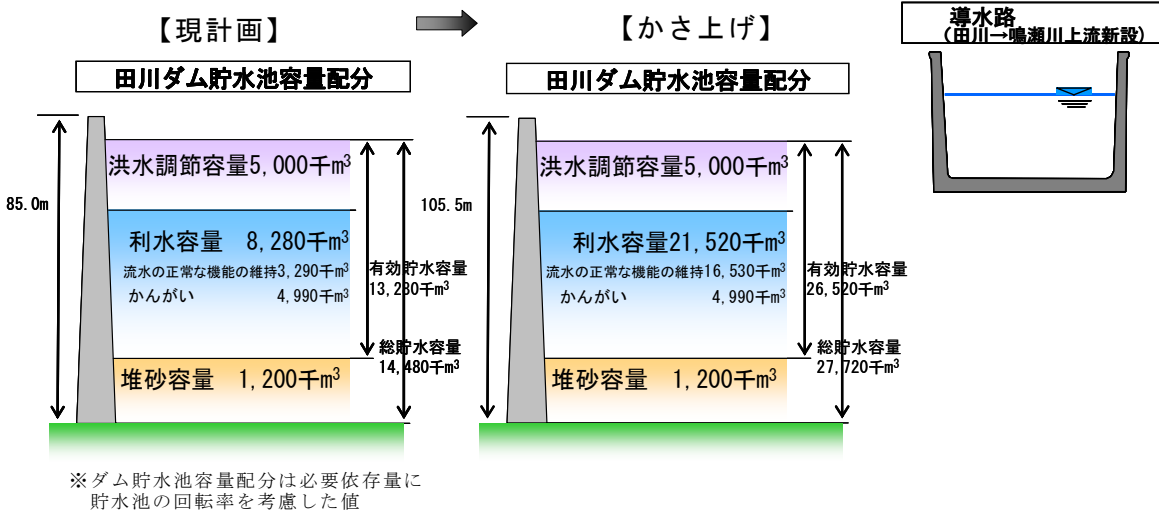 【現計画】
田川ダム貯水池容量配分
85.0m
洪水調節容量5,000千m³
利水容量 8,280千m³
流水の正常な機能の維持3,290千m³
かんがい 4,990千m³
有効貯水容量
13,280千m³
総貯水容量
14,480千m³
堆砂容量 1,200千m³
※ダム貯水池容量配分は必要依存量に
貯水池の回転率を考慮した値
【かさ上げ】
田川ダム貯水池容量配分
105.5m
洪水調節容量5,000千m³
利水容量21,520千m³
流水の正常な機能の維持16,530千m³
かんがい 4,990千m³
有効貯水容量
26,520千m³
総貯水容量
27,720千m³
堆砂容量 1,200千m³
導水路
(田川→鳴瀬川上流新設)